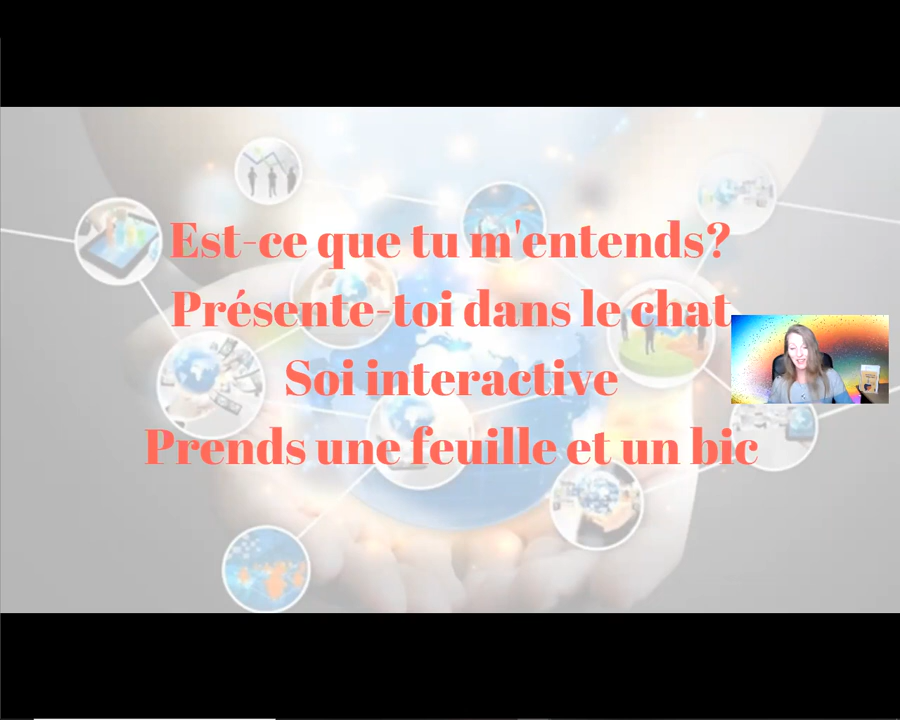 Est-ce que tu m'entends?
Présente-toi dans le chat
Soi interactive
Prends une feuille et un bic